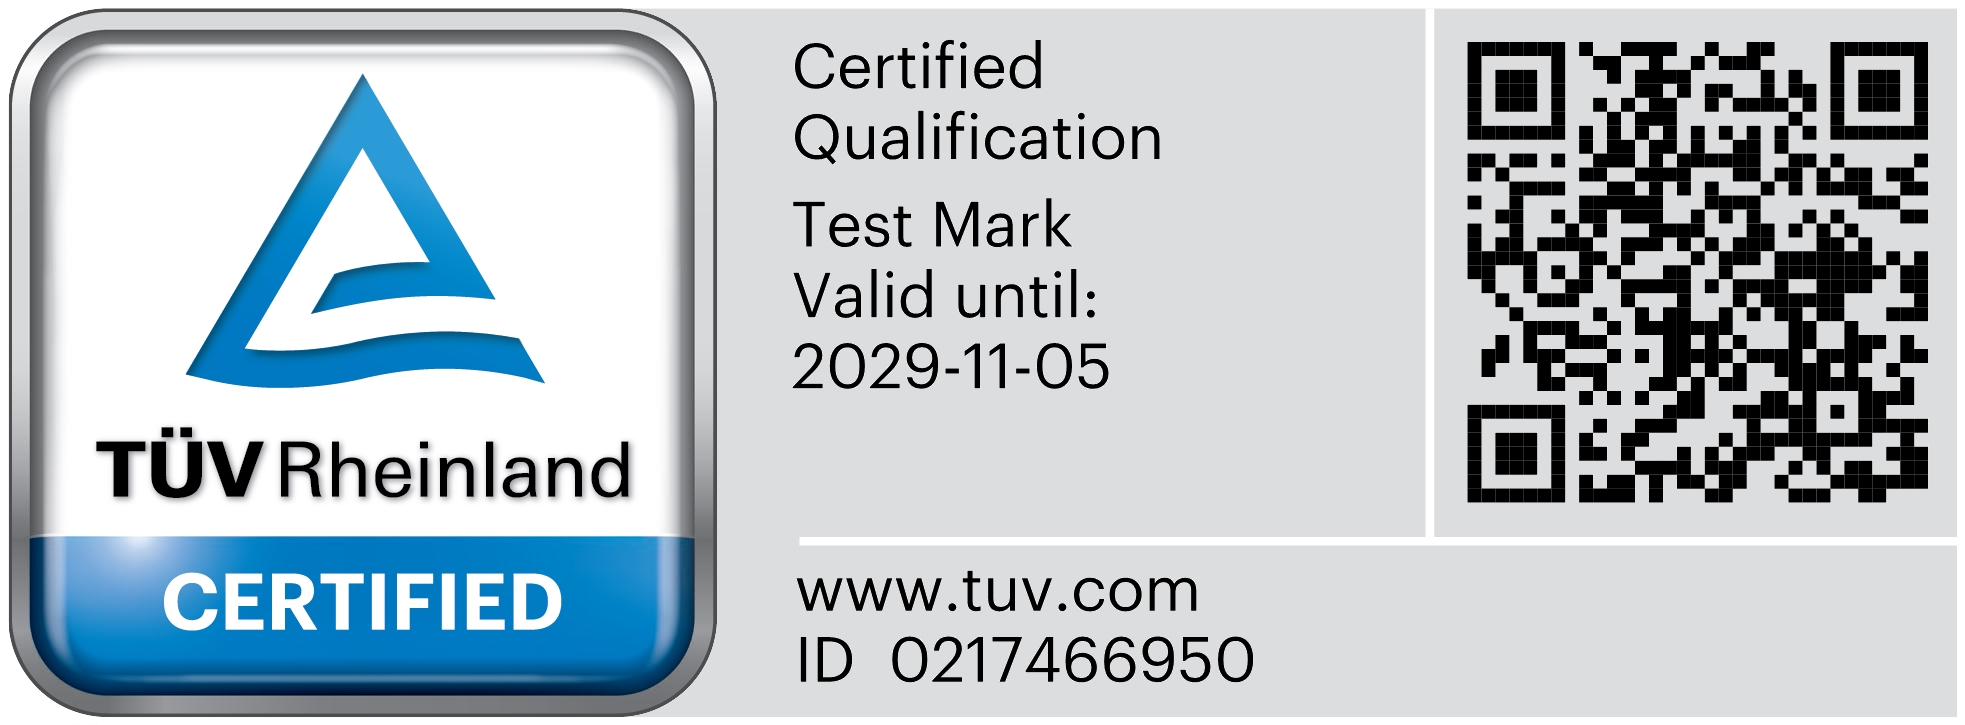 TÜV Rheinland
CERTIFIED
Certified
Qualification
Test Mark
Valid until:
2029-11-05
www.tuv.com
ID 0217466950